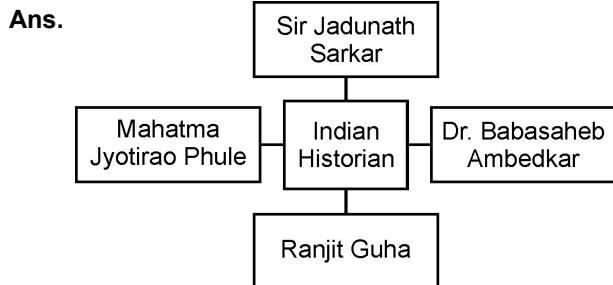 Ans.
Sir Jadunath
Sarkar
Mahatma
Jyotirao Phule
Indian
Historian
Dr. Babasaheb
Ambedkar
Ranjit Guha